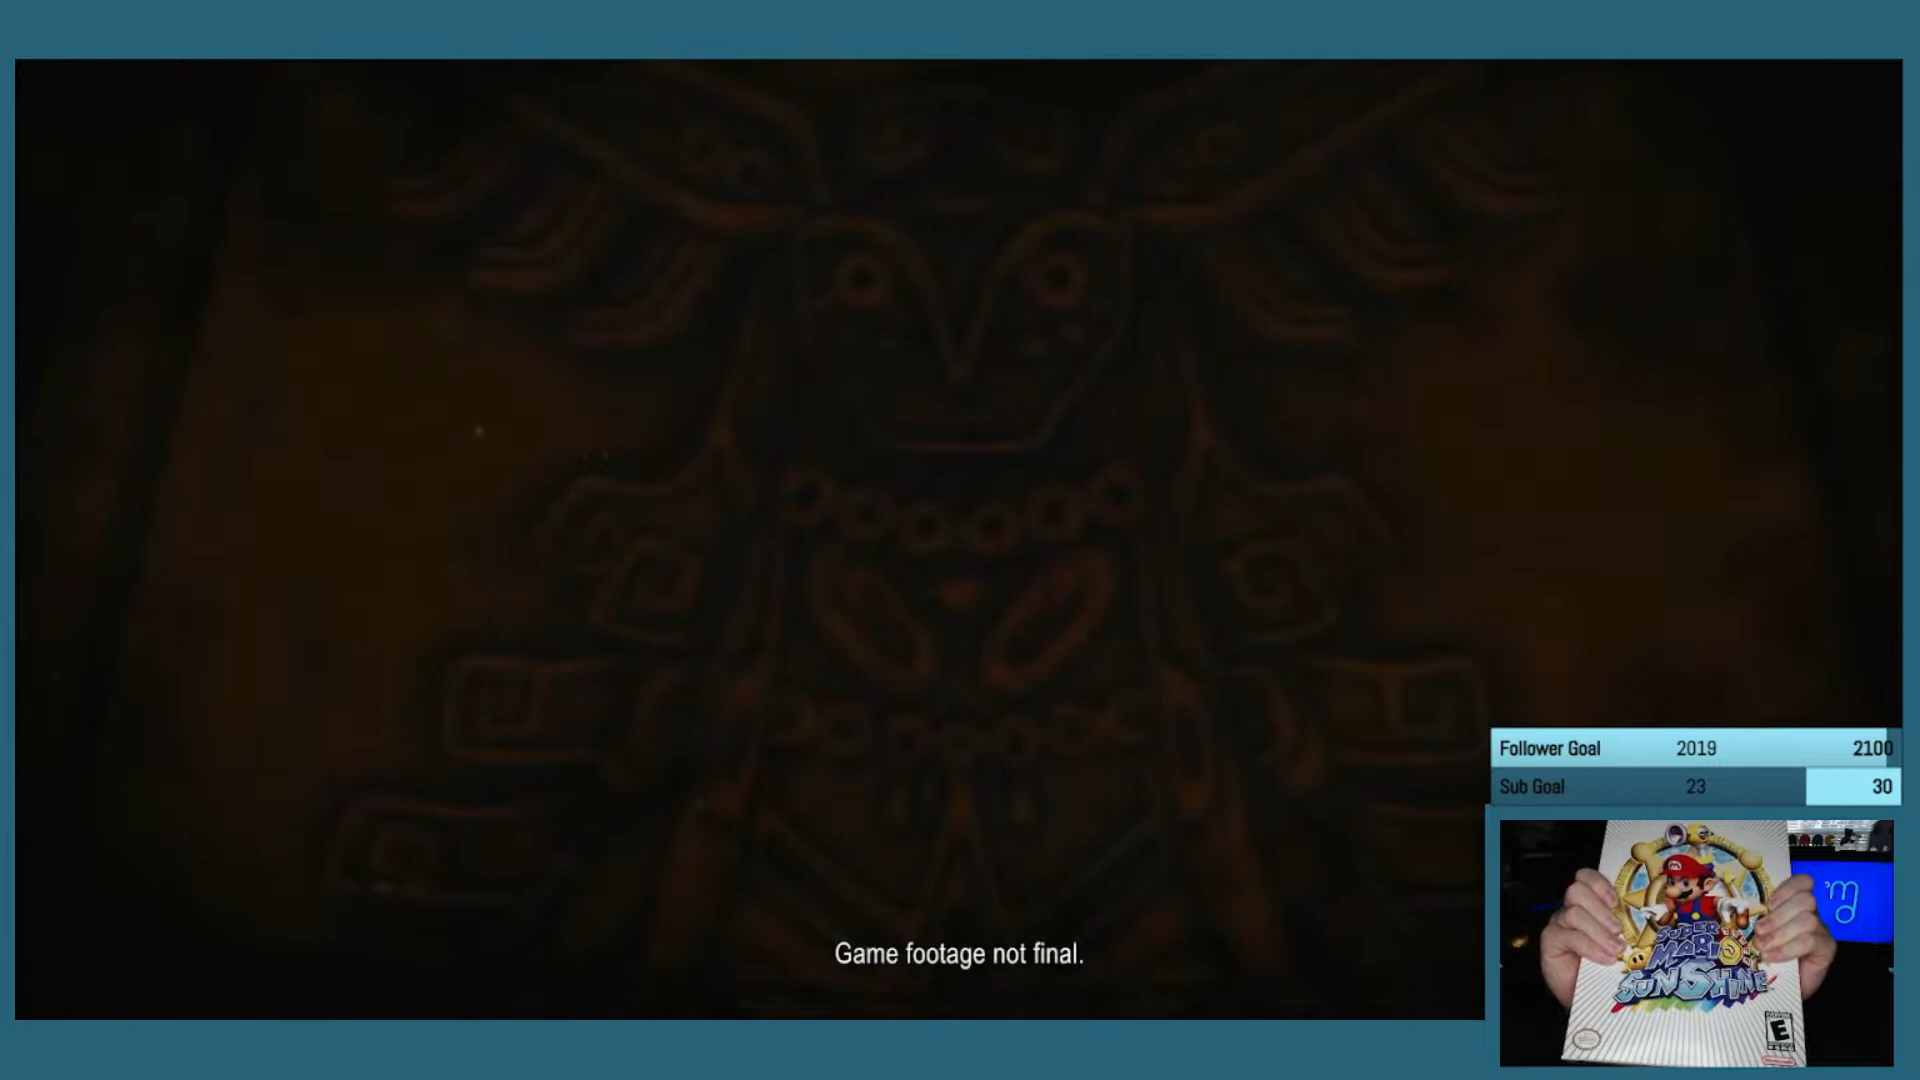 Follower Goal 2019 2100
Sub Goal 23 30
SUPER
MARIO
SUNSHINE
E
Game footage not final.